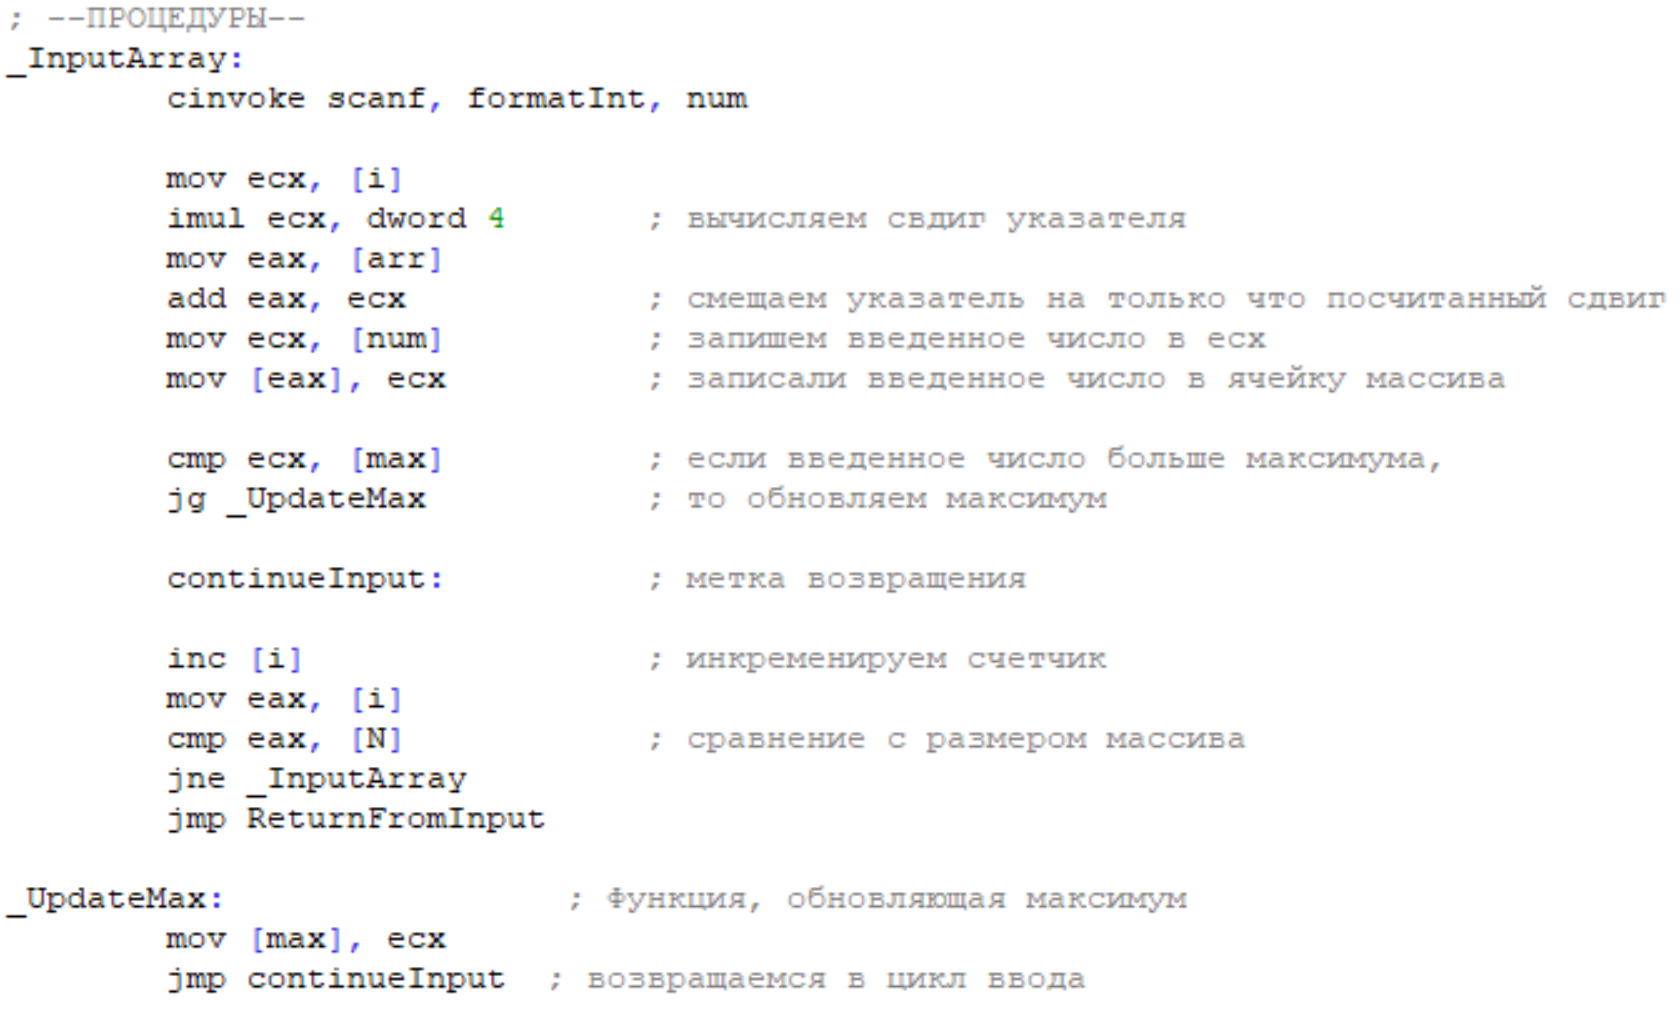 ; --ПРОЦЕДУРЫ--
_InputArray:
cinvoke scanf, formatInt, num
mov ecx, [i]
imul ecx, dword 4 ; вычисляем свдиг указателя
mov eax, [arr]
add eax, ecx ; смещаем указатель на только что посчитанный сдвиг
mov ecx, [num] ; запишем введенное число в ecx
mov [eax], ecx ; записали введенное число в ячейку массива
cmp ecx, [max] ; если введенное число больше максимума,
jg _UpdateMax ; то обновляем максимум
continueInput: ; метка возвращения
inc [i] ; инкременируем счетчик
mov eax, [i]
cmp eax, [N] ; сравнение с размером массива
jne _InputArray
jmp ReturnFromInput
_UpdateMax: ; Функция, обновляющая максимум
mov [max], ecx
jmp continueInput ; возвращаемся в цикл ввода